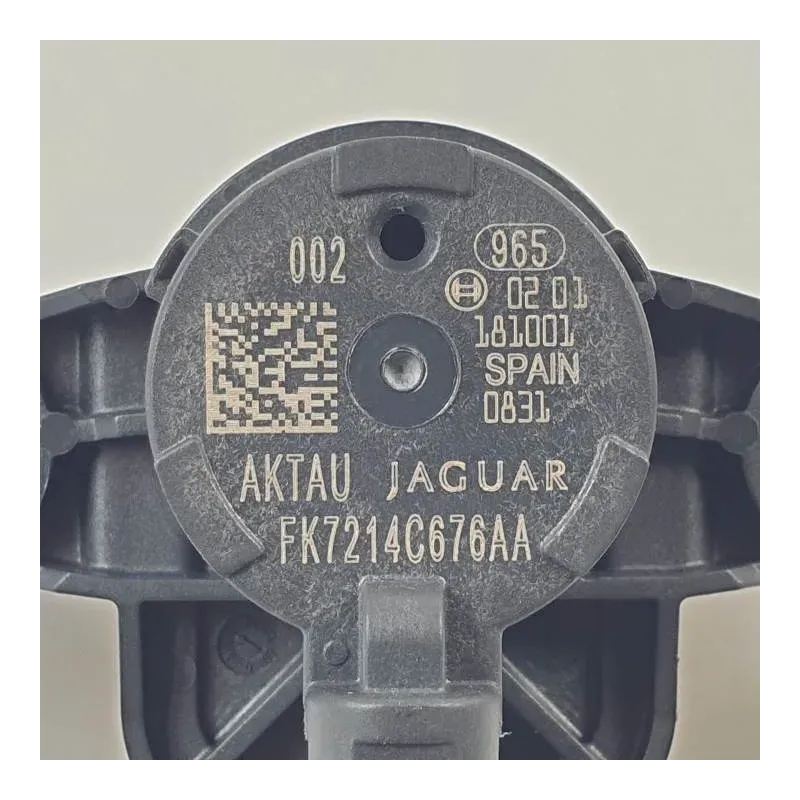 002
965
02 01
181001
SPAIN
0831
AKTAU JAGUAR
FK7214C676AA